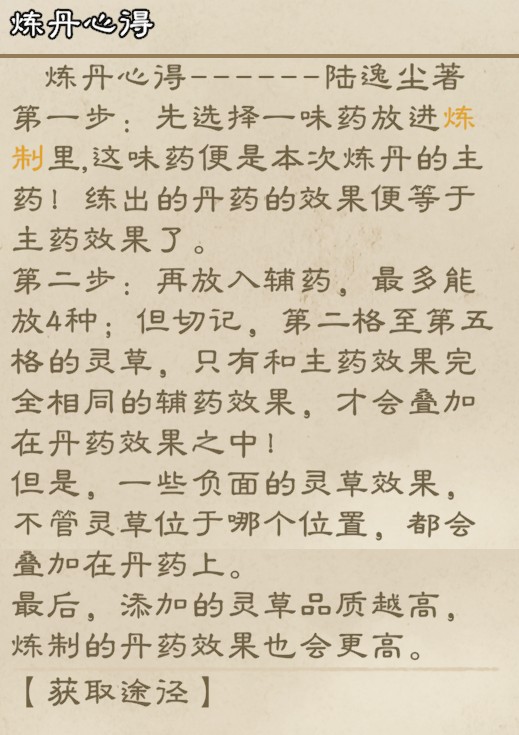 炼丹心得
炼丹心得------陆逸尘著
第一步：先选择一味药放进炼
制里,这味药便是本次炼丹的主
药！练出的丹药的效果便等于
主药效果了。
第二步：再放入辅药，最多能
放4种；但切记，第二格至第五
格的灵草，只有和主药效果完
全相同的辅药效果，才会叠加
在丹药效果之中！
但是，一些负面的灵草效果，
不管灵草位于哪个位置，都会
叠加在丹药上。
最后，添加的灵草品质越高，
炼制的丹药效果也会更高。
【获取途径】